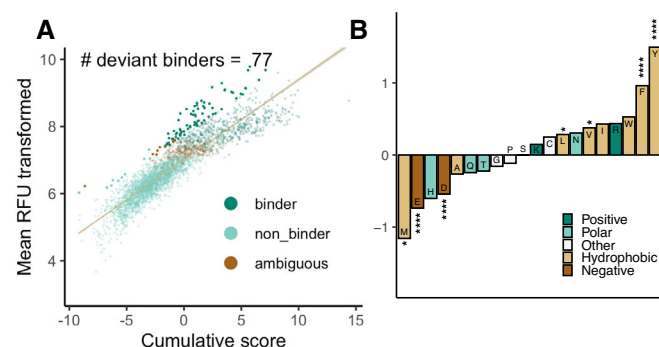 A
# deviant binders = 77
Mean RFU transformed
10
8
6
4
binder
non_binder
ambiguous
-10
-5
0
5
10
15
Cumulative score
B
1
0
−1
M
*
E
****
H
D
****
A
Q
T
G
P
S
K
C
L
*
N
V
*
I
R
W
F
****
Y
****
Positive
Polar
Other
Hydrophobic
Negative